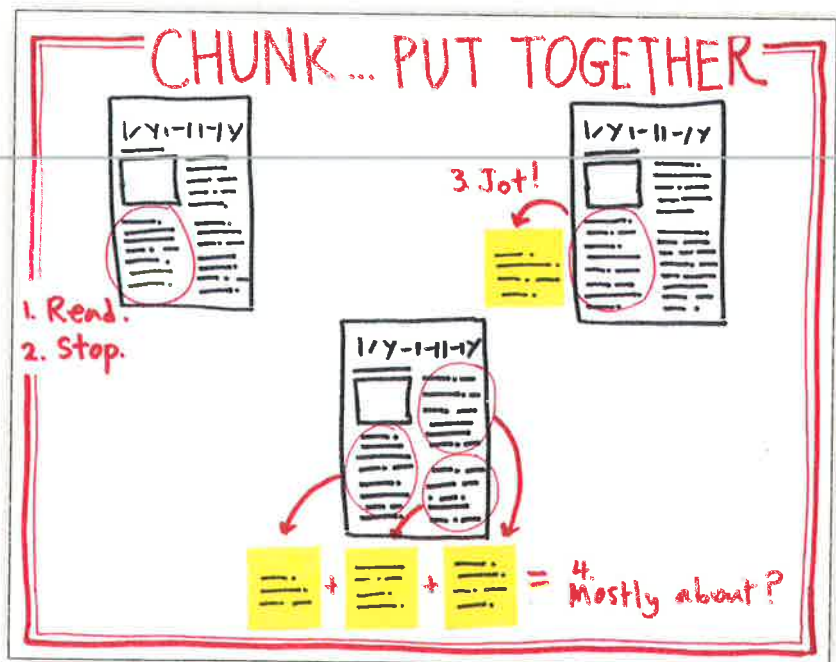 CHUNK... PUT TOGETHER
3. Jot!
1. Read.
2. Stop.
4.
Mostly about?